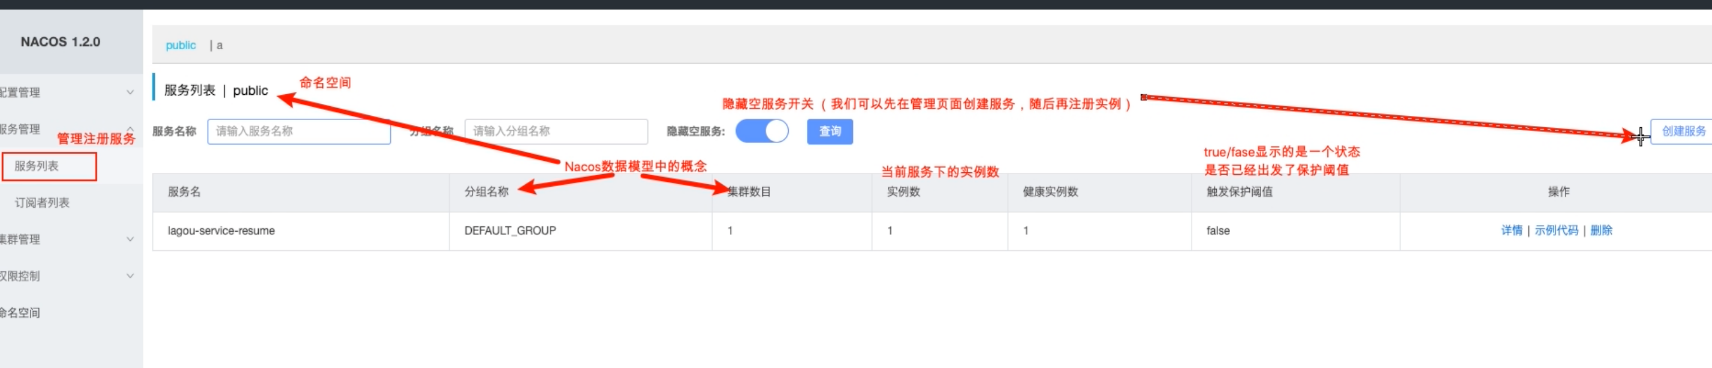 NACOS 1.2.0
public | a
服务列表 | public
命名空间
配置管理
隐藏空服务开关（我们可以先在管理页面创建服务，随后再注册实例）
服务管理
服务名称 请输入服务名称 分组名称 请输入分组名称 隐藏空服务: 查询 创建服务
管理注册服务
true/fase显示的是一个状态
服务列表
Nacos数据模型中的概念
当前服务下的实例数
是否已经出发了保护阈值
服务名 分组名称 集群数目 实例数 健康实例数 触发保护阈值 操作
订阅者列表
lagou-service-resume DEFAULT_GROUP 1 1 1 false 详情 | 示例代码 | 删除
集群管理
权限控制
命名空间